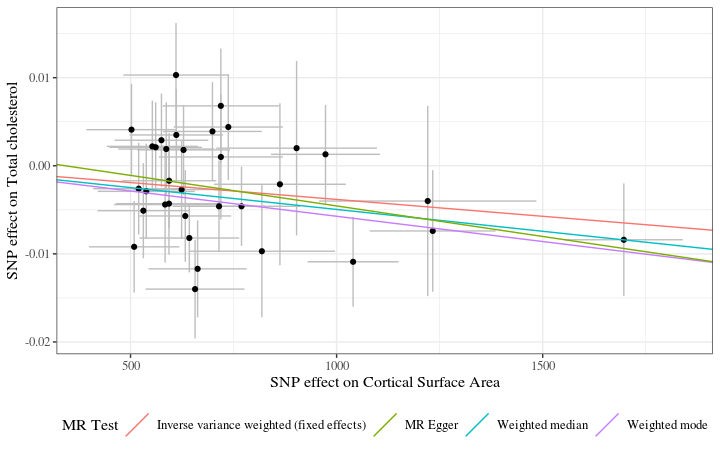 SNP effect on Total cholesterol
0.01
0.00
-0.01
-0.02
500
1000
1500
SNP effect on Cortical Surface Area
MR Test
Inverse variance weighted (fixed effects)
MR Egger
Weighted median
Weighted mode